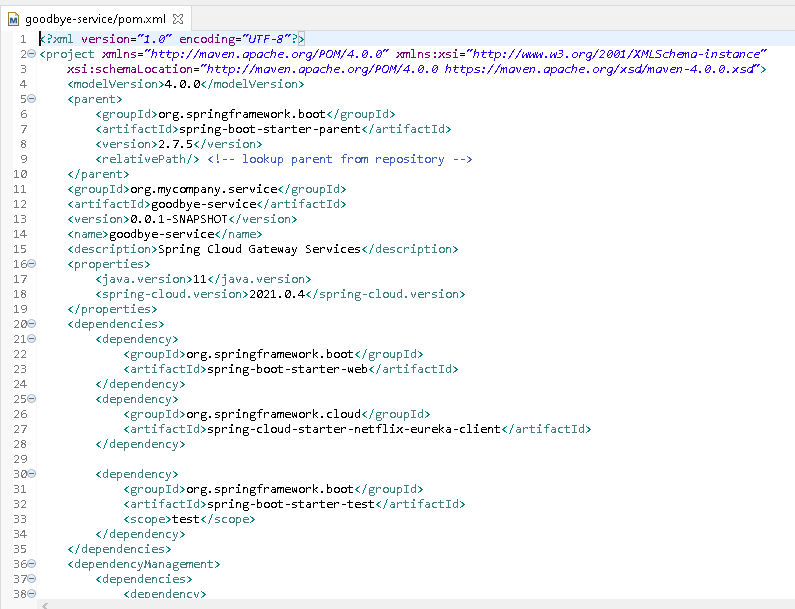 goodbye-service/pom.xml
1 <?xml version="1.0" encoding="UTF-8"?>
2 <project xmlns="http://maven.apache.org/POM/4.0.0" xmlns:xsi="http://www.w3.org/2001/XMLSchema-instance"
3 xsi:schemaLocation="http://maven.apache.org/POM/4.0.0 https://maven.apache.org/xsd/maven-4.0.0.xsd">
4 <modelVersion>4.0.0</modelVersion>
5 <parent>
6 <groupId>org.springframework.boot</groupId>
7 <artifactId>spring-boot-starter-parent</artifactId>
8 <version>2.7.5</version>
9 <relativePath/> <!-- lookup parent from repository -->
10 </parent>
11 <groupId>org.mycompany.service</groupId>
12 <artifactId>goodbye-service</artifactId>
13 <version>0.0.1-SNAPSHOT</version>
14 <name>goodbye-service</name>
15 <description>Spring Cloud Gateway Services</description>
16 <properties>
17 <java.version>11</java.version>
18 <spring-cloud.version>2021.0.4</spring-cloud.version>
19 </properties>
20 <dependencies>
21 <dependency>
22 <groupId>org.springframework.boot</groupId>
23 <artifactId>spring-boot-starter-web</artifactId>
24 </dependency>
25 <dependency>
26 <groupId>org.springframework.cloud</groupId>
27 <artifactId>spring-cloud-starter-netflix-eureka-client</artifactId>
28 </dependency>
29
30 <dependency>
31 <groupId>org.springframework.boot</groupId>
32 <artifactId>spring-boot-starter-test</artifactId>
33 <scope>test</scope>
34 </dependency>
35 </dependencies>
36 <dependencyManagement>
37 <dependencies>
38 <dependency>